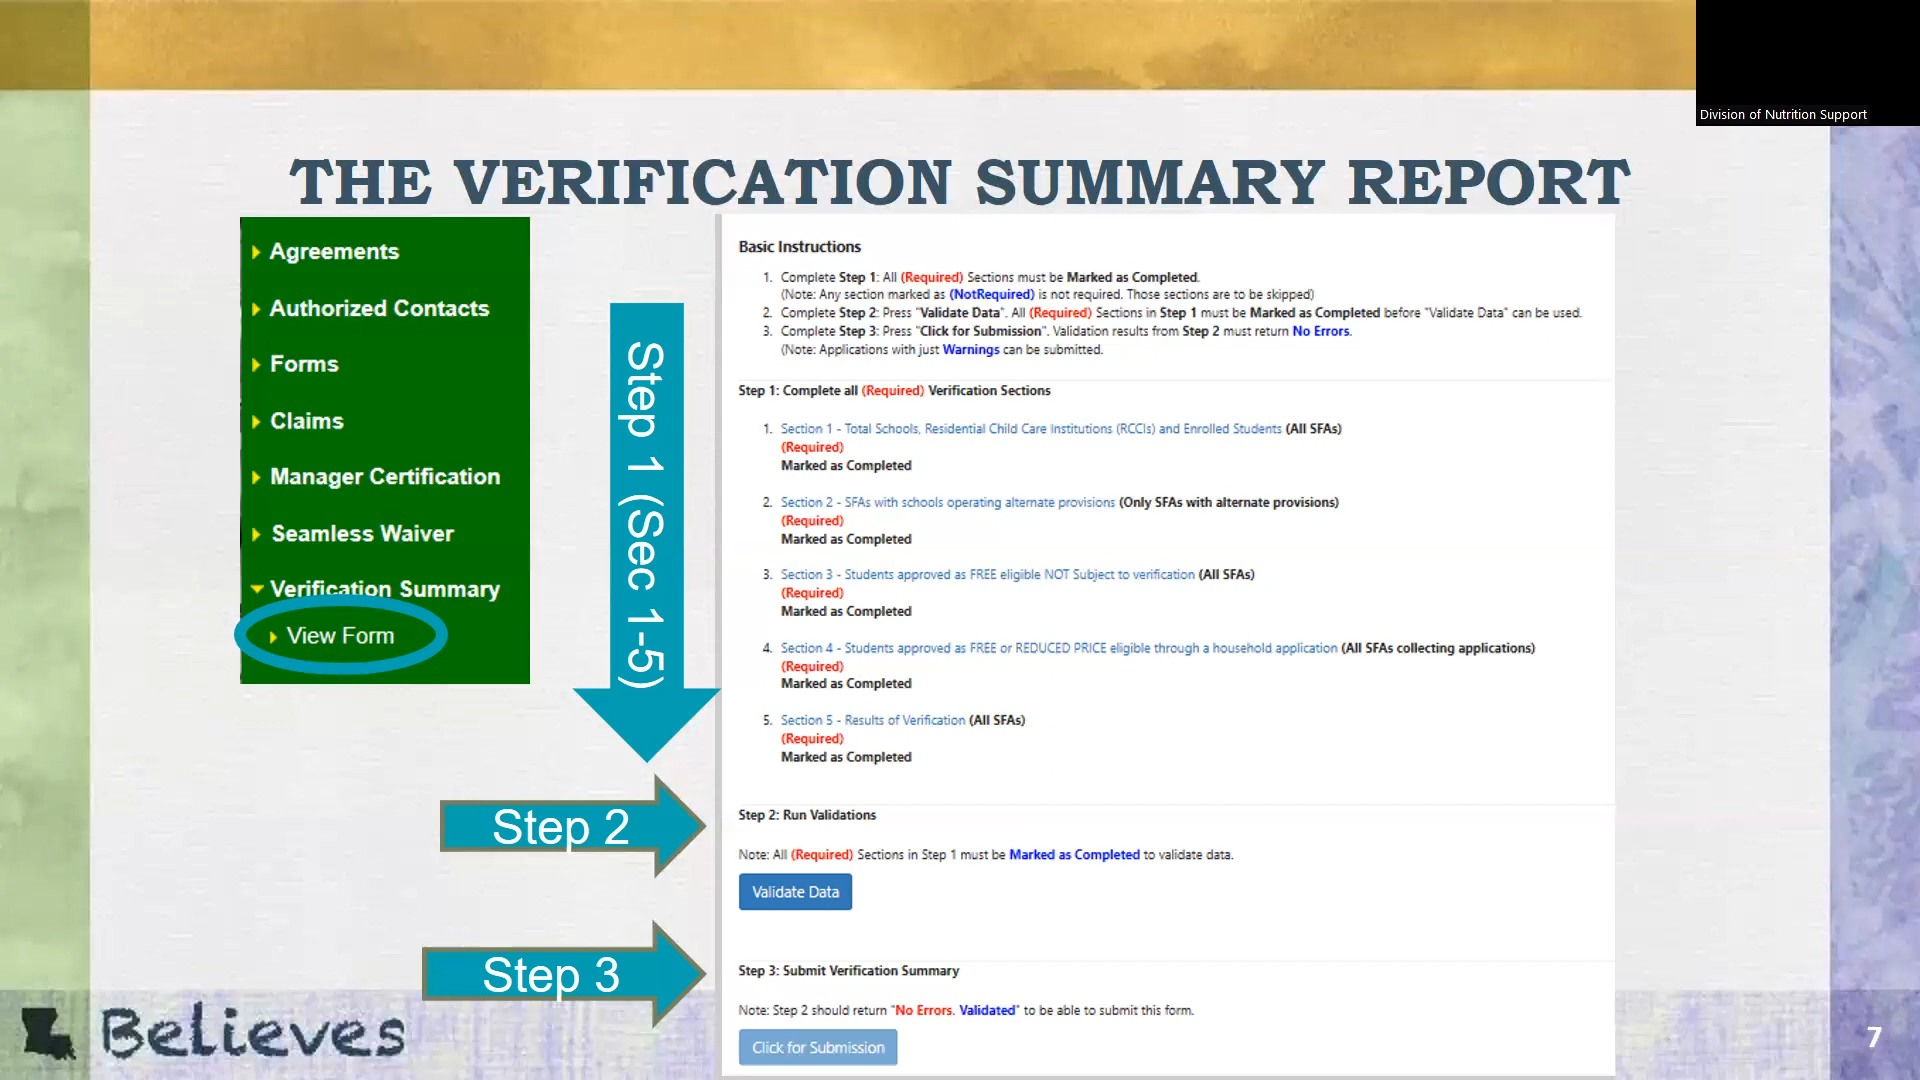 Division of Nutrition Support
THE VERIFICATION SUMMARY REPORT
Agreements
Authorized Contacts
Forms
Claims
Manager Certification
Seamless Waiver
Verification Summary
View Form
Step 1 (Sec 1-5)
Step 2
Step 3
Basic Instructions
1. Complete Step 1: All (Required) Sections must be Marked as Completed.
(Note: Any section marked as (NotRequired) is not required. Those sections are to be skipped)
2. Complete Step 2: Press "Validate Data". All (Required) Sections in Step 1 must be Marked as Completed before "Validate Data" can be used.
3. Complete Step 3: Press "Click for Submission". Validation results from Step 2 must return No Errors.
(Note: Applications with just Warnings can be submitted.
Step 1: Complete all (Required) Verification Sections
1. Section 1 - Total Schools, Residential Child Care Institutions (RCCIs) and Enrolled Students (All SFAs)
(Required)
Marked as Completed
2. Section 2 - SFAs with schools operating alternate provisions (Only SFAs with alternate provisions)
(Required)
Marked as Completed
3. Section 3 - Students approved as FREE eligible NOT Subject to verification (All SFAs)
(Required)
Marked as Completed
4. Section 4 - Students approved as FREE or REDUCED PRICE eligible through a household application (All SFAs collecting applications)
(Required)
Marked as Completed
5. Section 5 - Results of Verification (All SFAs)
(Required)
Marked as Completed
Step 2: Run Validations
Note: All (Required) Sections in Step 1 must be Marked as Completed to validate data.
Validate Data
Step 3: Submit Verification Summary
Note: Step 2 should return "No Errors. Validated" to be able to submit this form.
Click for Submission
Believes
7